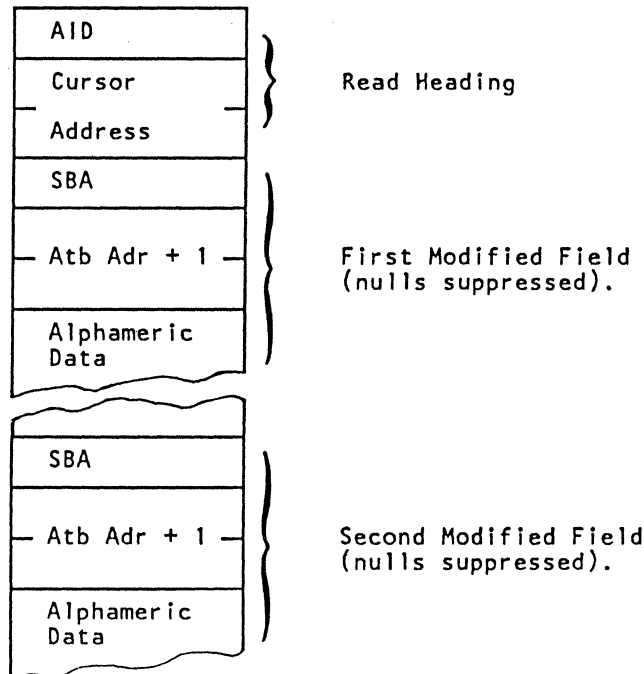 AID
Cursor
Read Heading
Address
SBA
Atb Adr + 1
First Modified Field
(nulls suppressed).
Alphameric
Data
SBA
Atb Adr + 1
Second Modified Field
(nulls suppressed).
Alphameric
Data